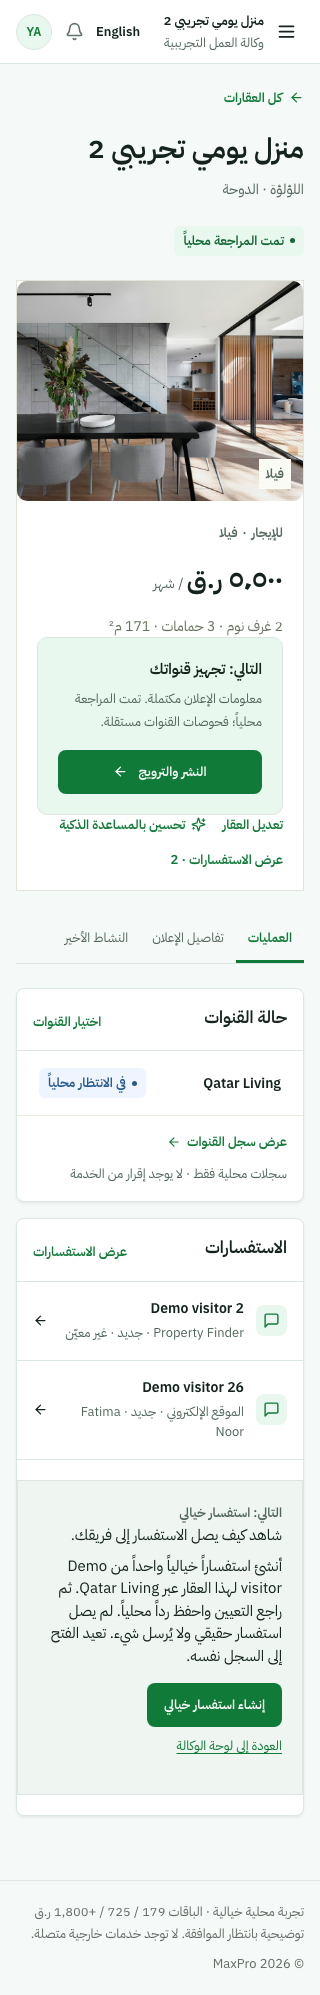 منزل يومي تجريبي 2
وكالة العمل التجريبية
English
YA
← كل العقارات
منزل يومي تجريبي 2
اللؤلؤة · الدوحة
تمت المراجعة محلياً
فيلا
للإيجار · فيلا
٥,٥٠٠ ر.ق / شهر
2 غرف نوم · 3 حمامات · 171 م²
التالي: تجهيز قنواتك
معلومات الإعلان مكتملة. تمت المراجعة
محلياً؛ فحوصات القنوات مستقلة.
النشر والترويج ←
تعديل العقار
تحسين بالمساعدة الذكية
عرض الاستفسارات · 2
العمليات
تفاصيل الإعلان
النشاط الأخير
حالة القنوات
اختيار القنوات
Qatar Living
في الانتظار محلياً
عرض سجل القنوات ←
سجلات محلية فقط · لا يوجد إقرار من الخدمة
الاستفسارات
عرض الاستفسارات
Demo visitor 2
Property Finder · جديد · غير معيّن
Demo visitor 26
الموقع الإلكتروني · جديد · Fatima
Noor
التالي: استفسار خيالي
شاهد كيف يصل الاستفسار إلى فريقك.
أنشئ استفساراً خيالياً واحداً من Demo
visitor لهذا العقار عبر Qatar Living. ثم
راجع التعيين واحفظ رداً محلياً. لم يصل
استفسار حقيقي ولا يُرسل شيء. تعيد الفتح
إلى السجل نفسه.
إنشاء استفسار خيالي
العودة إلى لوحة الوكالة
تجربة محلية خيالية · الباقات 179 / 725 / +1,800 ر.ق
توضيحية بانتظار الموافقة. لا توجد خدمات خارجية متصلة.
© 2026 MaxPro